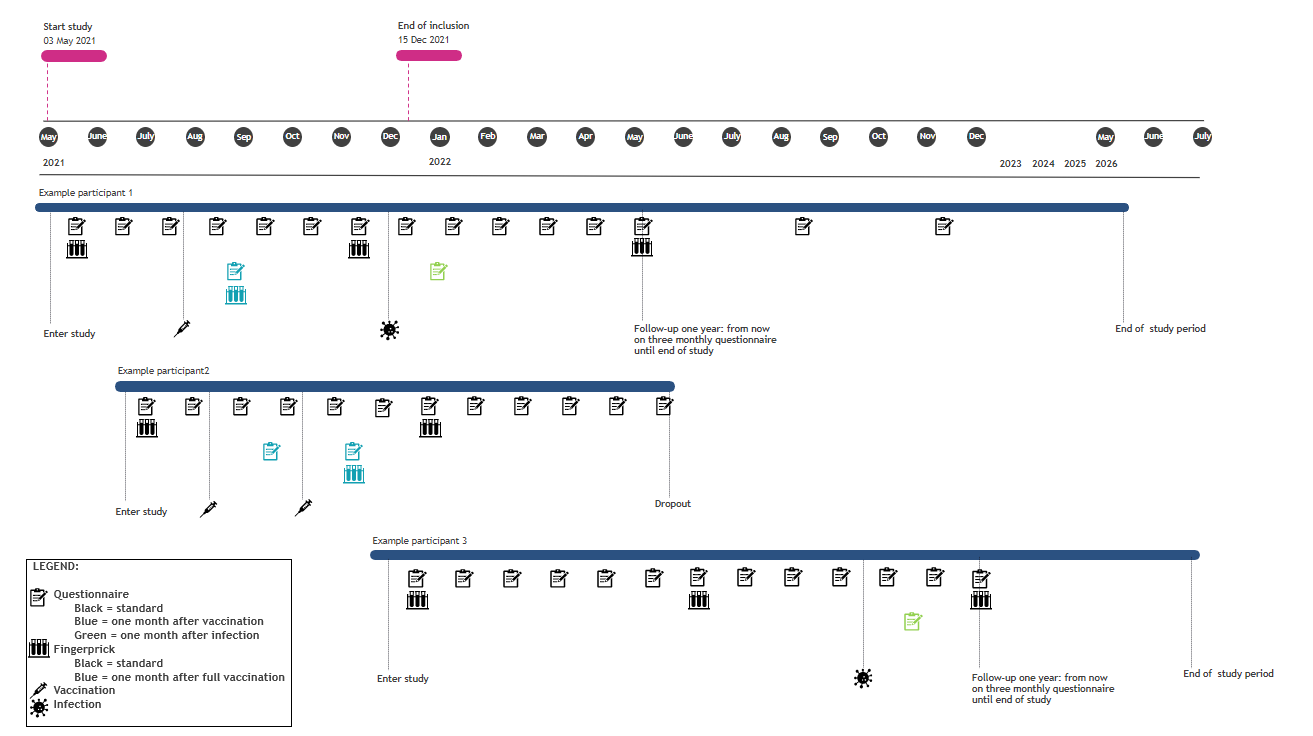 Start study
03 May 2021
End of inclusion
15 Dec 2021
May June July Aug Sep Oct Nov Dec Jan Feb Mar Apr May June July Aug Sep Oct Nov Dec May June July
2021 2022 2023 2024 2025 2026
Example participant 1
Enter study
Follow-up one year: from now
on three monthly questionnaire
until end of study
End of study period
Example participant2
Enter study
Dropout
Example participant 3
Enter study
Follow-up one year: from now
on three monthly questionnaire
until end of study
End of study period
LEGEND:
Questionnaire
Black = standard
Blue = one month after vaccination
Green = one month after infection
Fingerprick
Black = standard
Blue = one month after full vaccination
Vaccination
Infection